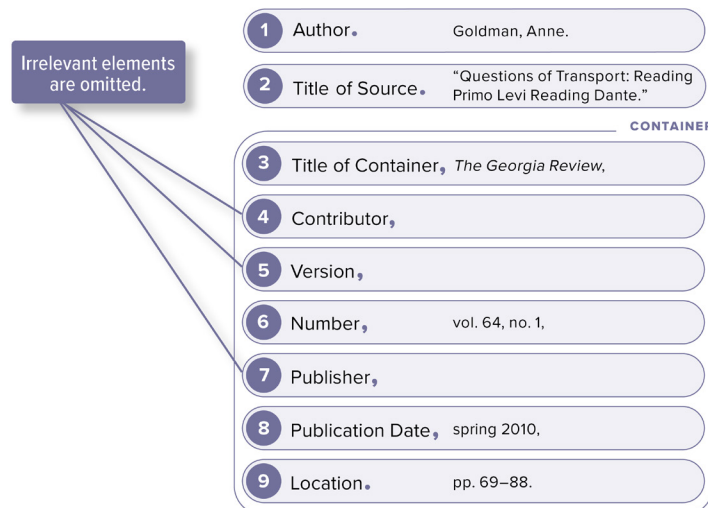 Irrelevant elements
are omitted.
1 Author. Goldman, Anne.
2 Title of Source. “Questions of Transport: Reading
Primo Levi Reading Dante.”
CONTAINER
3 Title of Container, The Georgia Review,
4 Contributor,
5 Version,
6 Number, vol. 64, no. 1,
7 Publisher,
8 Publication Date, spring 2010,
9 Location. pp. 69–88.